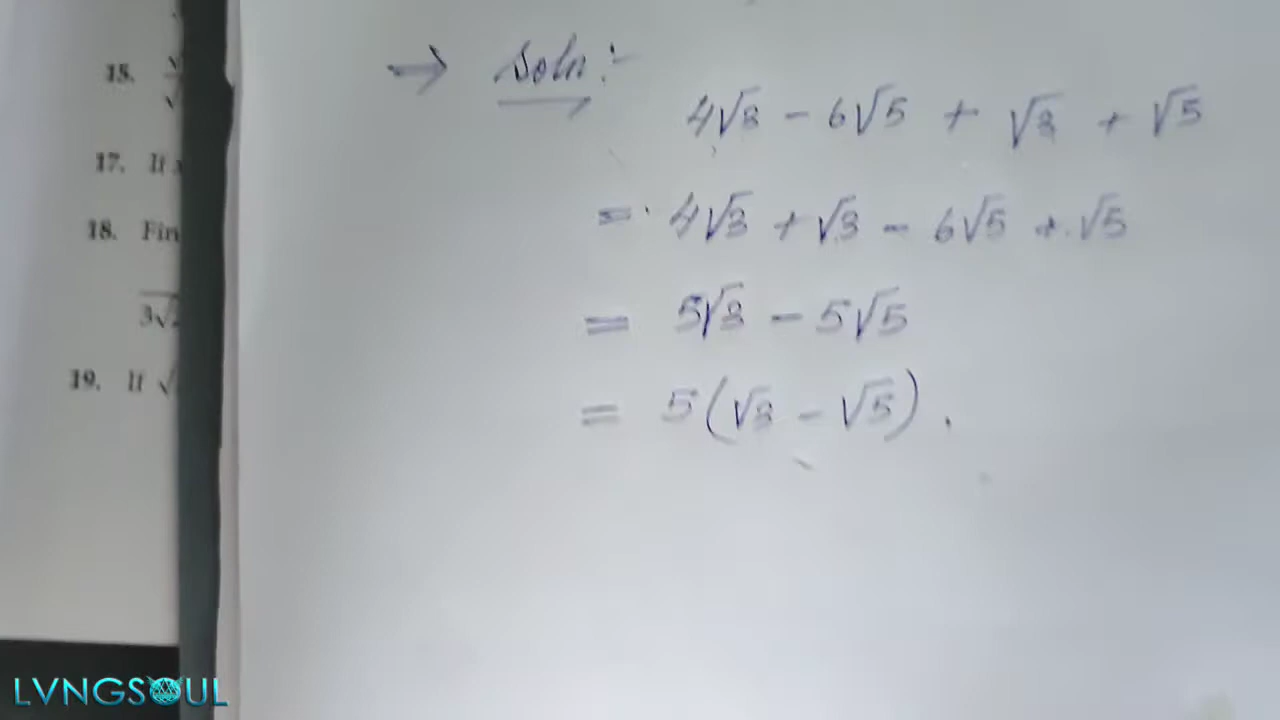 15.
17. If
18. Fin
3√
19. If √
→ Soln :-
4√3 - 6√5 + √3 + √5
= 4√3 + √3 - 6√5 + √5
= 5√3 - 5√5
= 5(√3 - √5).
LVNGSOUL